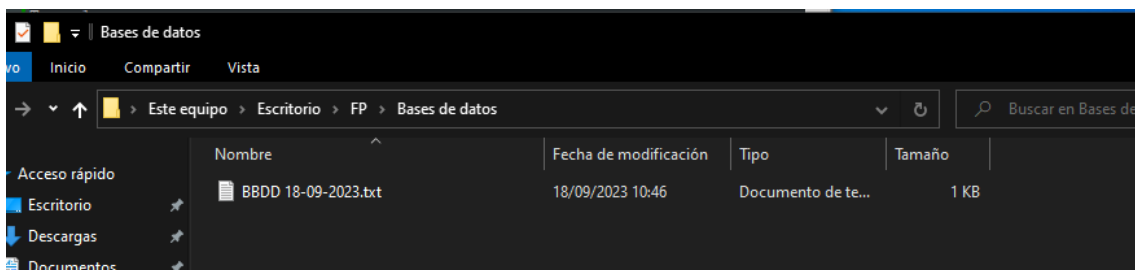 Bases de datos
vo Inicio Compartir Vista
Este equipo > Escritorio > FP > Bases de datos Buscar en Bases de
Nombre Fecha de modificación Tipo Tamaño
Acceso rápido
BBDD 18-09-2023.txt 18/09/2023 10:46 Documento de te... 1 KB
Escritorio
Descargas
Documentos